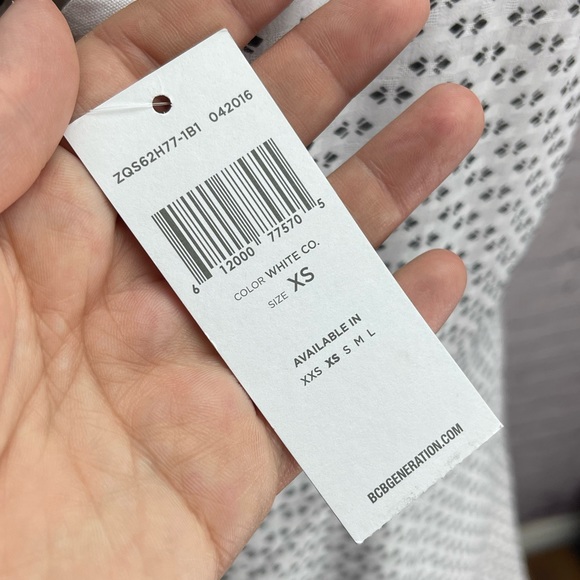 ZQS62H77-1B1 042016
6 12000 77570 5
COLOR WHITE CO.
SIZE XS
AVAILABLE IN
XXS XS S M L
BCBGENERATION.COM